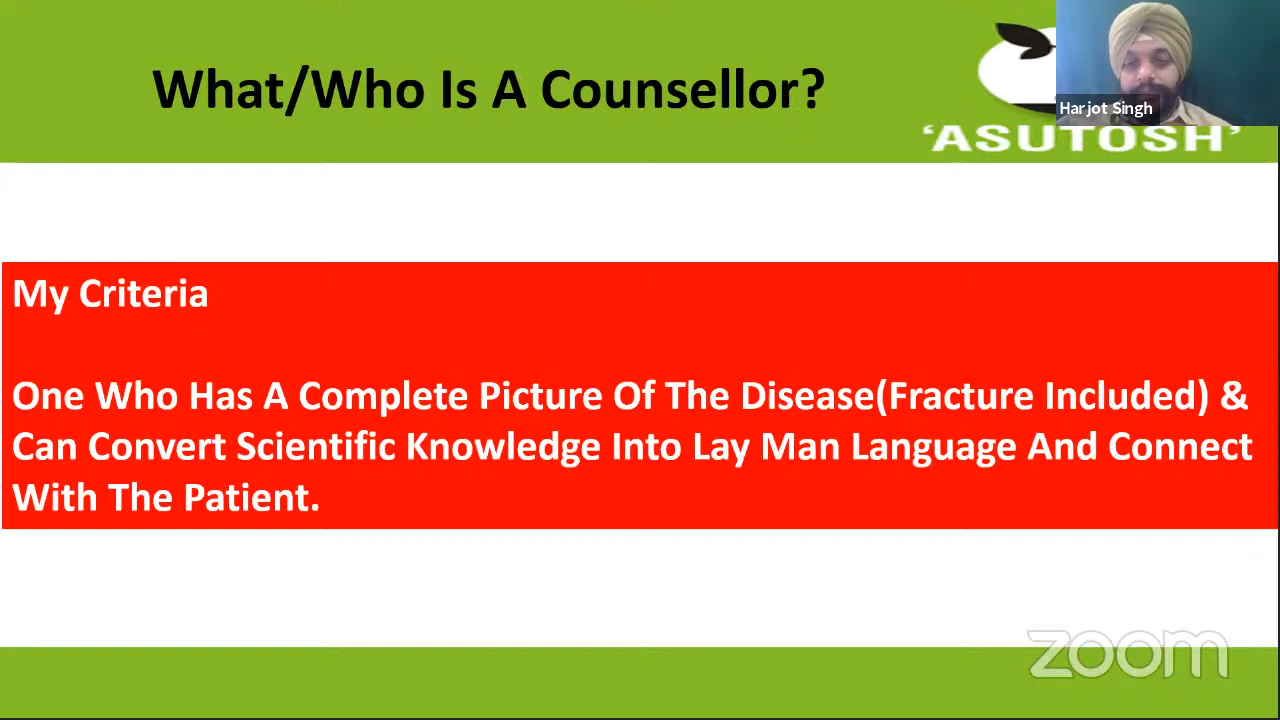 What/Who Is A Counsellor?
Harjot Singh
‘ASUTOSH’
My Criteria
One Who Has A Complete Picture Of The Disease(Fracture Included) &
Can Convert Scientific Knowledge Into Lay Man Language And Connect
With The Patient.
zoom